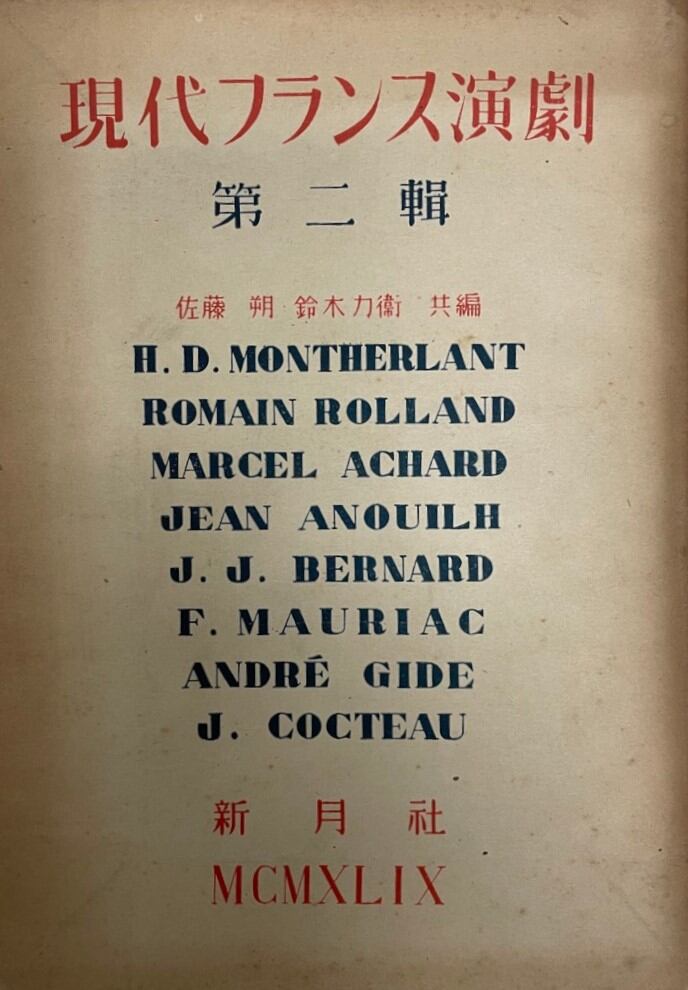 現代フランス演劇
第二輯
佐藤 朔 鈴木力衞 共編
H. D. MONTHERLANT
ROMAIN ROLLAND
MARCEL ACHARD
JEAN ANOUILH
J. J. BERNARD
F. MAURIAC
ANDRÉ GIDE
J. COCTEAU
新月社
MCMXLIX